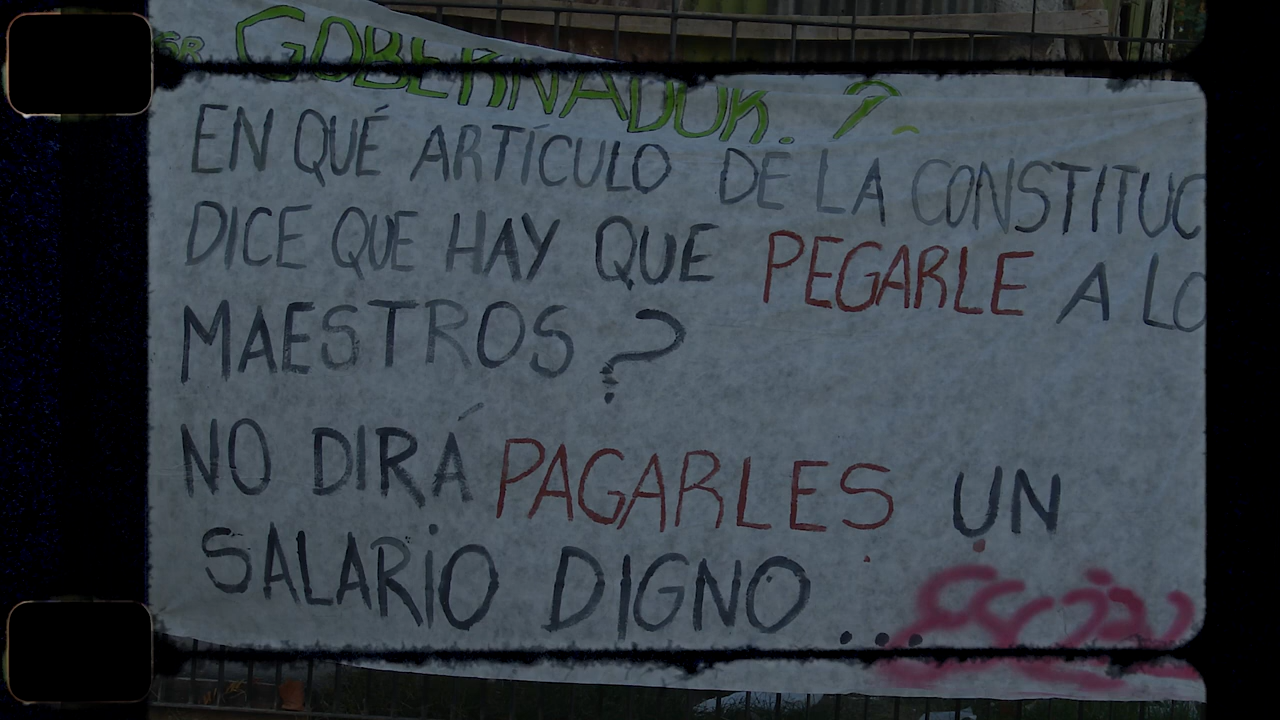 SR. GOBERNADOR. ?
EN QUÉ ARTÍCULO DE LA CONSTITUC
DICE QUE HAY QUE PEGARLE A LO
MAESTROS ?
NO DIRÁ PAGARLES UN
SALARIO DIGNO ...